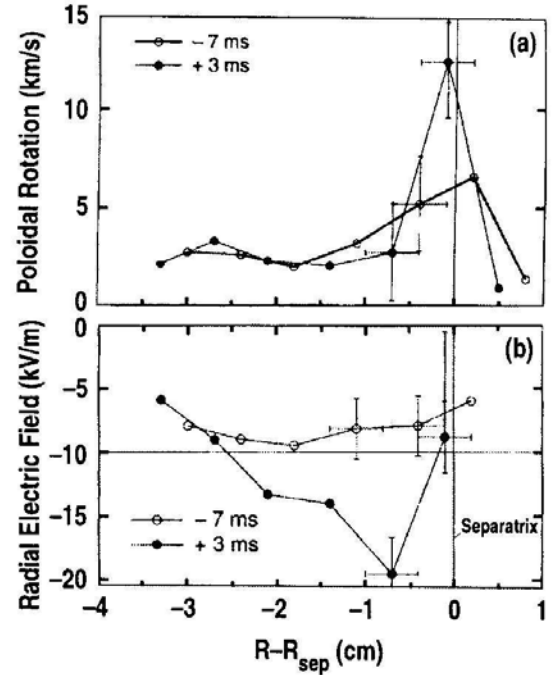 15
(a)
– 7 ms
+ 3 ms
10
Poloidal Rotation (km/s)
5
0
0
(b)
–5
–10
Radial Electric Field (kV/m)
– 7 ms
+ 3 ms
–15
Separatrix
–20
–4 –3 –2 –1 0 1
R–Rsep (cm)